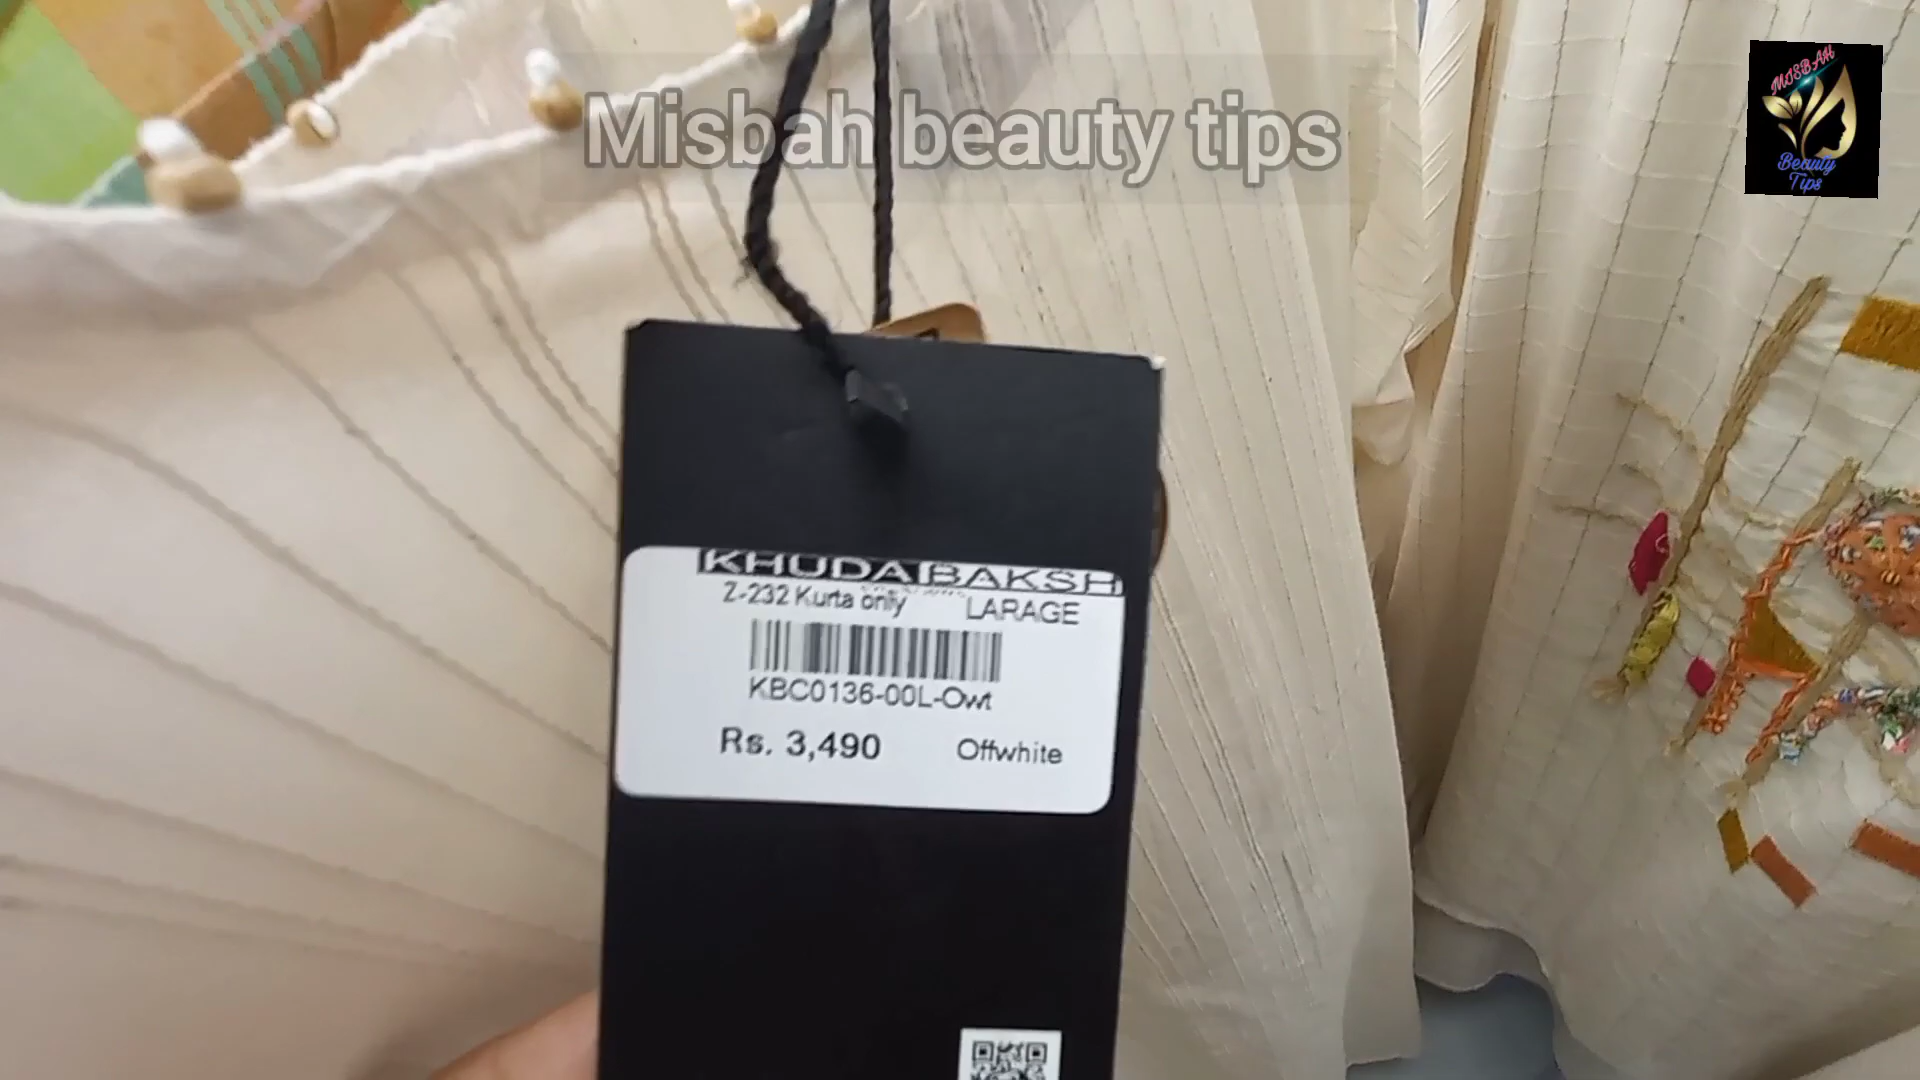 Misbah beauty tips
MISBAH
Beauty
Tips
KHUDA BAKSH
Z-232 Kurta only LARAGE
KBC0136-00L-Owt
Rs. 3,490 Offwhite